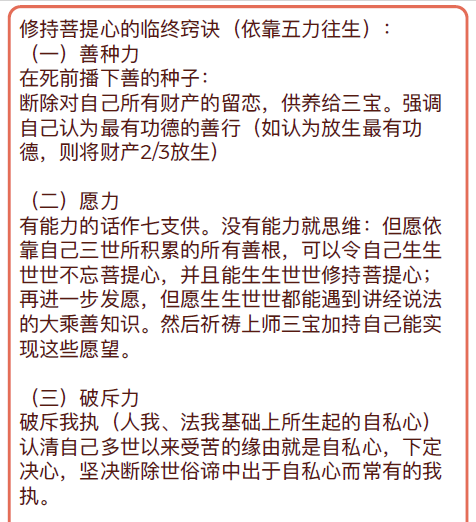 修持菩提心的临终窍诀（依靠五力往生）：
（一）善种力
在死前播下善的种子：
断除对自己所有财产的留恋，供养给三宝。强调
自己认为最有功德的善行（如认为放生最有功
德，则将财产2/3放生）
（二）愿力
有能力的话作七支供。没有能力就思维：但愿依
靠自己三世所积累的所有善根，可以令自己生生
世世不忘菩提心，并且能生生世世修持菩提心；
再进一步发愿，但愿生生世世都能遇到讲经说法
的大乘善知识。然后祈祷上师三宝加持自己能实
现这些愿望。
（三）破斥力
破斥我执（人我、法我基础上所生起的自私心）
认清自己多世以来受苦的缘由就是自私心，下定
决心，坚决断除世俗谛中出于自私心而常有的我
执。